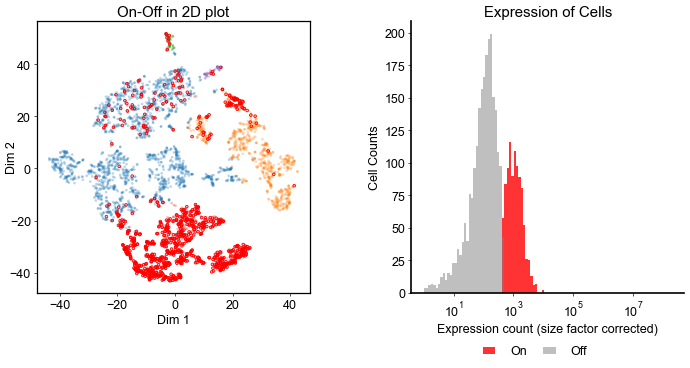 On-Off in 2D plot
Dim 2
40
20
0
−20
−40
−40 −20 0 20 40
Dim 1
Expression of Cells
Cell Counts
200
175
150
125
100
75
50
25
0
10^1 10^3 10^5 10^7
Expression count (size factor corrected)
On Off